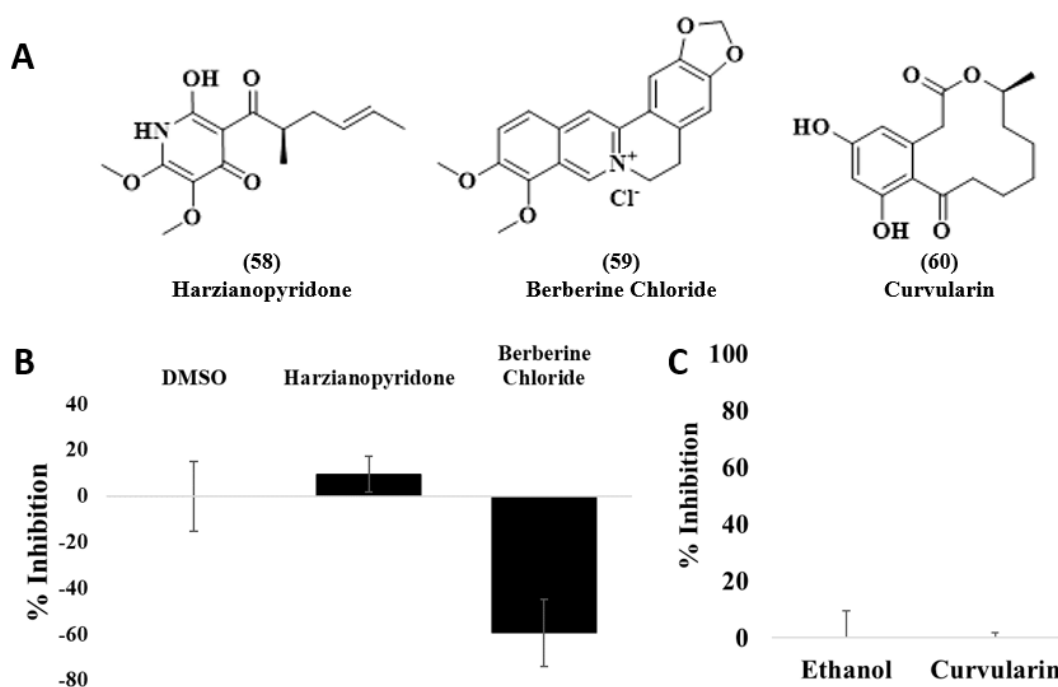 A
OH
O
HN
O
O
O
(58)
Harzianopyridone
O
O
O
O
N+
Cl-
(59)
Berberine Chloride
O
O
HO
OH
O
(60)
Curvularin
B
DMSO
Harzianopyridone
Berberine
Chloride
% Inhibition
40
20
0
-20
-40
-60
-80
C
% Inhibition
100
80
60
40
20
0
Ethanol
Curvularin